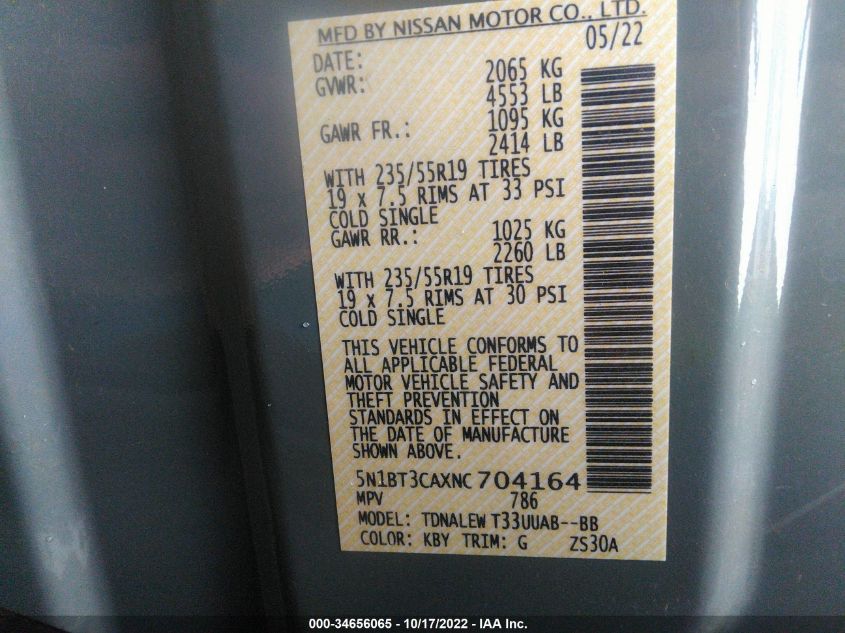 MFD BY NISSAN MOTOR CO., LTD.
DATE: 05/22
GVWR: 2065 KG
4553 LB
GAWR FR.: 1095 KG
2414 LB
WITH 235/55R19 TIRES
19 x 7.5 RIMS AT 33 PSI
COLD SINGLE
GAWR RR.: 1025 KG
2260 LB
WITH 235/55R19 TIRES
19 x 7.5 RIMS AT 30 PSI
COLD SINGLE
THIS VEHICLE CONFORMS TO
ALL APPLICABLE FEDERAL
MOTOR VEHICLE SAFETY AND
THEFT PREVENTION
STANDARDS IN EFFECT ON
THE DATE OF MANUFACTURE
SHOWN ABOVE.
5N1BT3CAXNC704164
MPV 786
MODEL: TDNALEW T33UUAB--BB
COLOR: KBY TRIM: G ZS30A
000-34656065 - 10/17/2022 - IAA Inc.